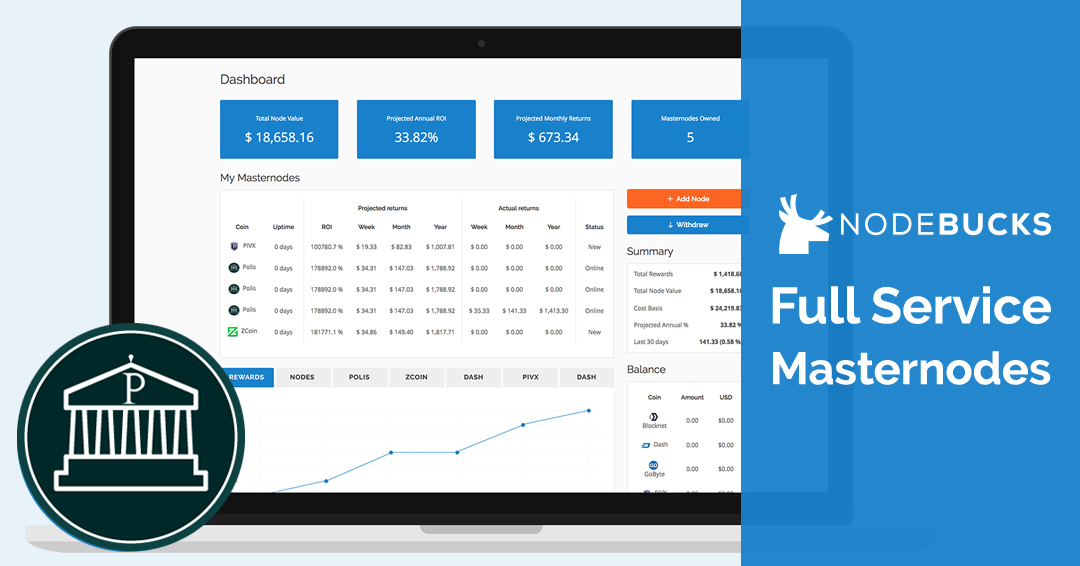 Dashboard
Total Node Value
$ 18,658.16
Projected Annual ROI
33.82%
Projected Monthly Returns
$ 673.34
Masternodes Owned
5
My Masternodes
Projected returns Actual returns
Coin Uptime ROI Week Month Year Week Month Year Status
PIVX 0 days 100780.7 % $ 19.33 $ 82.83 $ 1,007.81 $ 0.00 $ 0.00 $ 0.00 New
Polis 0 days 178892.0 % $ 34.31 $ 147.03 $ 1,788.92 $ 0.00 $ 0.00 $ 0.00 Online
Polis 0 days 178892.0 % $ 34.31 $ 147.03 $ 1,788.92 $ 0.00 $ 0.00 $ 0.00 Online
Polis 0 days 178892.0 % $ 34.31 $ 147.03 $ 1,788.92 $ 35.33 $ 141.33 $ 1,413.30 Online
ZCoin 0 days 181771.1 % $ 34.86 $ 149.40 $ 1,817.71 $ 0.00 $ 0.00 $ 0.00 New
+ Add Node
↓ Withdraw
Summary
Total Rewards $ 1,418.68
Total Node Value $ 18,658.16
Cost Basis $ 24,219.83
Projected Annual % 33.82 %
Last 30 days 141.33 (0.58 %)
REWARDS NODES POLIS ZCOIN DASH PIVX DASH
Balance
Coin Amount USD
Blocknet 0.00 $0.00
Dash 0.00 $0.00
GO
GoByte 0.00 $0.00
P
NODEBUCKS
Full Service
Masternodes